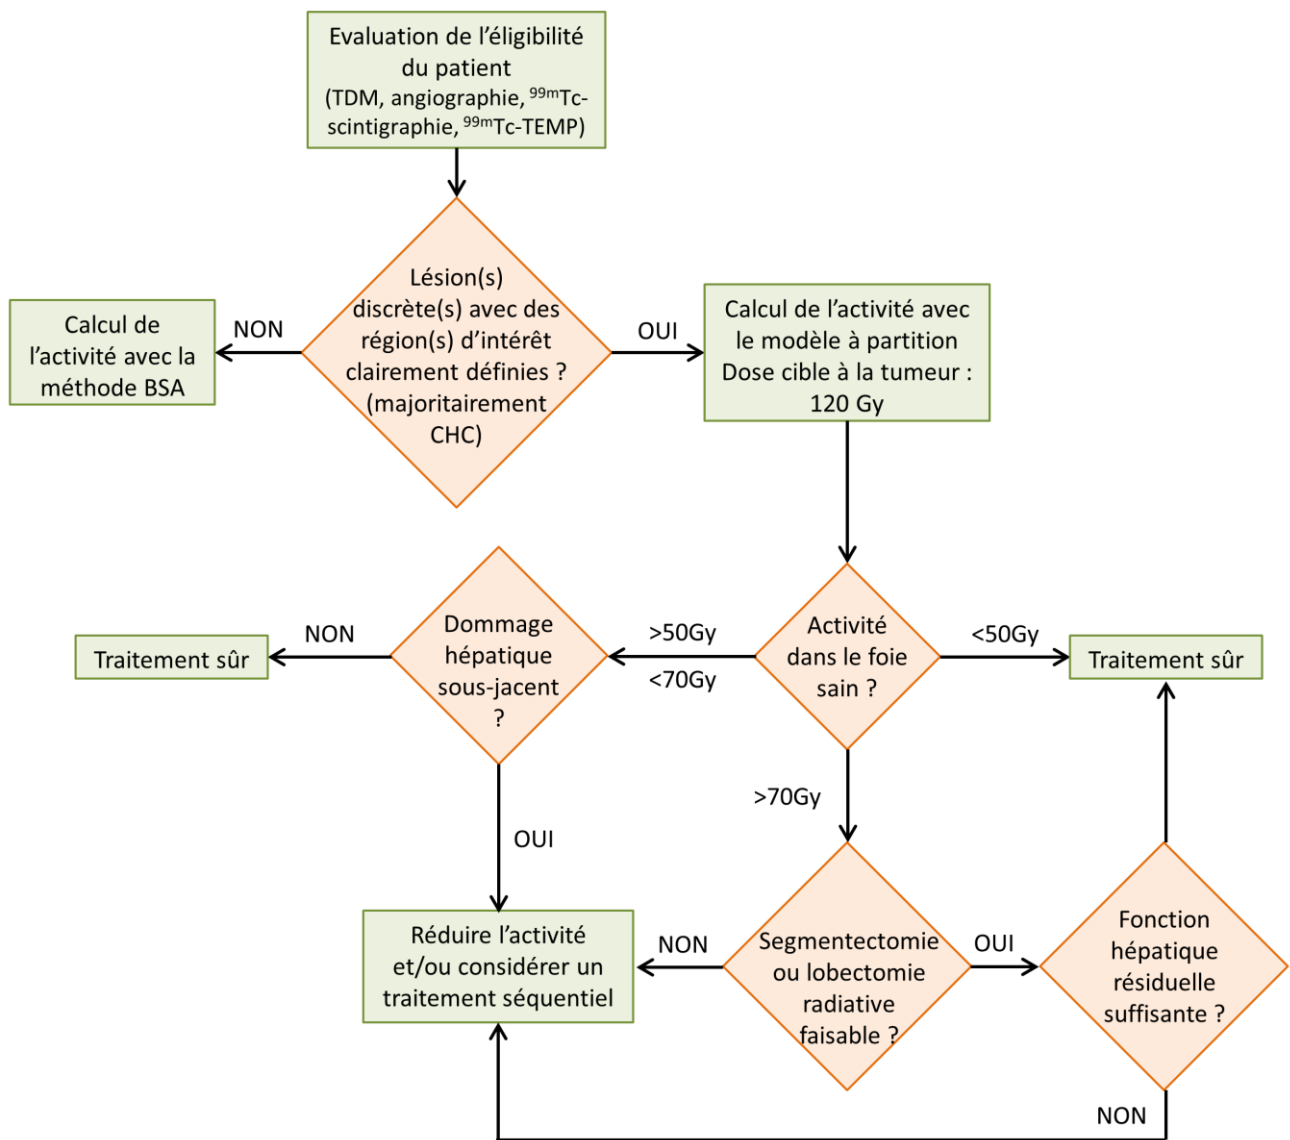 Evaluation de l’éligibilité
du patient
(TDM, angiographie, ⁹⁹ᵐTc-
scintigraphie, ⁹⁹ᵐTc-TEMP)
Lésion(s)
discrète(s) avec des
région(s) d’intérêt
clairement définies ?
(majoritairement
CHC)
NON
Calcul de
l’activité avec la
méthode BSA
OUI
Calcul de l’activité avec
le modèle à partition
Dose cible à la tumeur :
120 Gy
Activité
dans le foie
sain ?
<50Gy
Traitement sûr
>50Gy
<70Gy
Dommage
hépatique
sous-jacent
?
NON
Traitement sûr
OUI
>70Gy
Réduire l’activité
et/ou considérer un
traitement séquentiel
NON
Segmentectomie
ou lobectomie
radiative
faisable ?
OUI
Fonction
hépatique
résiduelle
suffisante ?
NON